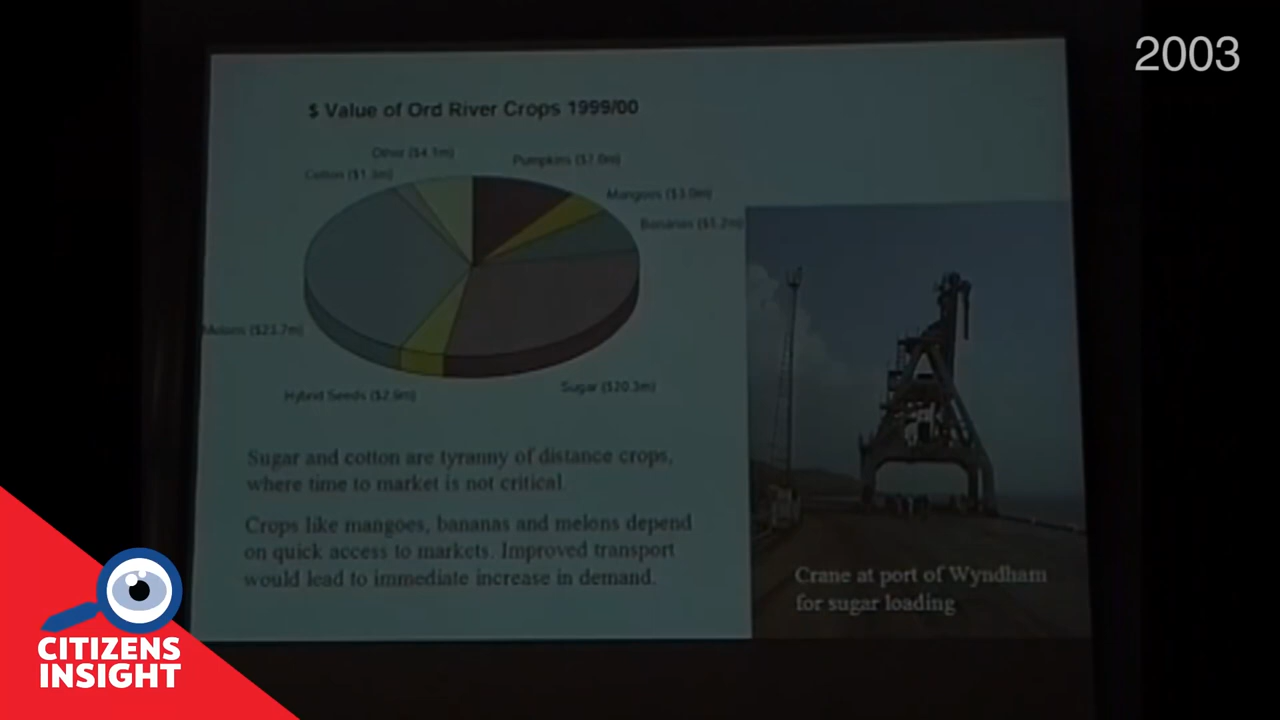 2003
$ Value of Ord River Crops 1999/00
Other ($4.1m)
Pumpkins ($7.0m)
Cotton ($1.3m)
Mangoes ($3.0m)
Bananas
Melons ($23.7m)
Hybrid Seeds ($2.9m)
Sugar ($20.3m)
Sugar and cotton are tyranny of distance crops,
where time to market is not critical.
Crops like mangoes, bananas and melons depend
on quick access to markets. Improved transport
would lead to immediate increase in demand.
Crane at port of Wyndham
for sugar loading
CITIZENS
INSIGHT